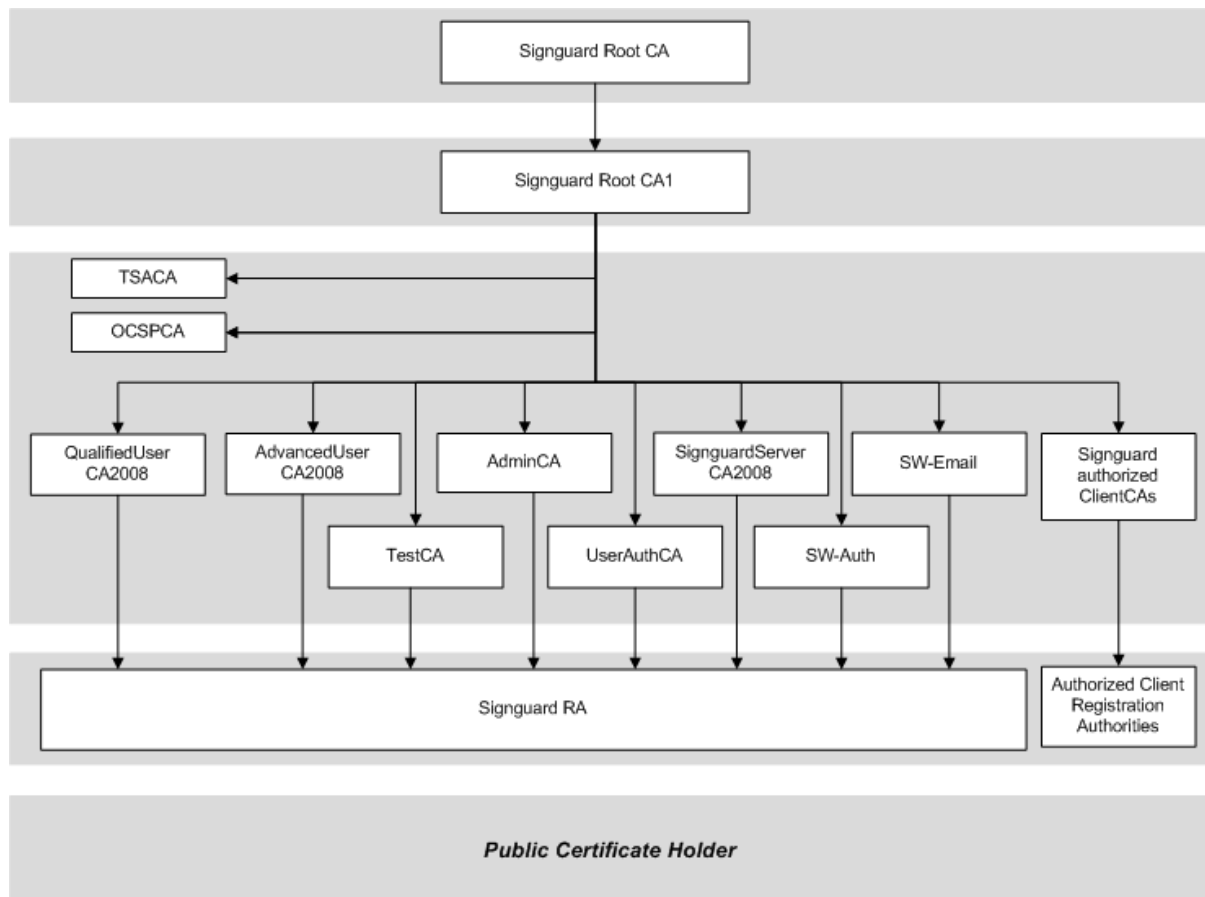 Signguard Root CA
Signguard Root CA1
TSACA
OCSPCA
QualifiedUser
CA2008
AdvancedUser
CA2008
AdminCA
SignguardServer
CA2008
SW-Email
Signguard
authorized
ClientCAs
TestCA
UserAuthCA
SW-Auth
Signguard RA
Authorized Client
Registration
Authorities
Public Certificate Holder